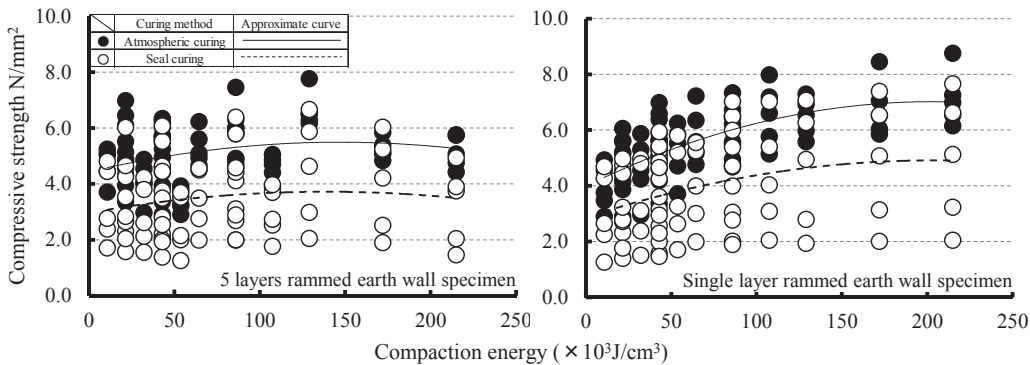 Compressive strength N/mm²
10.0
8.0
6.0
4.0
2.0
0.0
Curing method Approximate curve
Atmospheric curing
Seal curing
5 layers rammed earth wall specimen
0 50 100 150 200 250
10.0
8.0
6.0
4.0
2.0
0.0
Single layer rammed earth wall specimen
0 50 100 150 200 250
Compaction energy (×10³J/cm³)